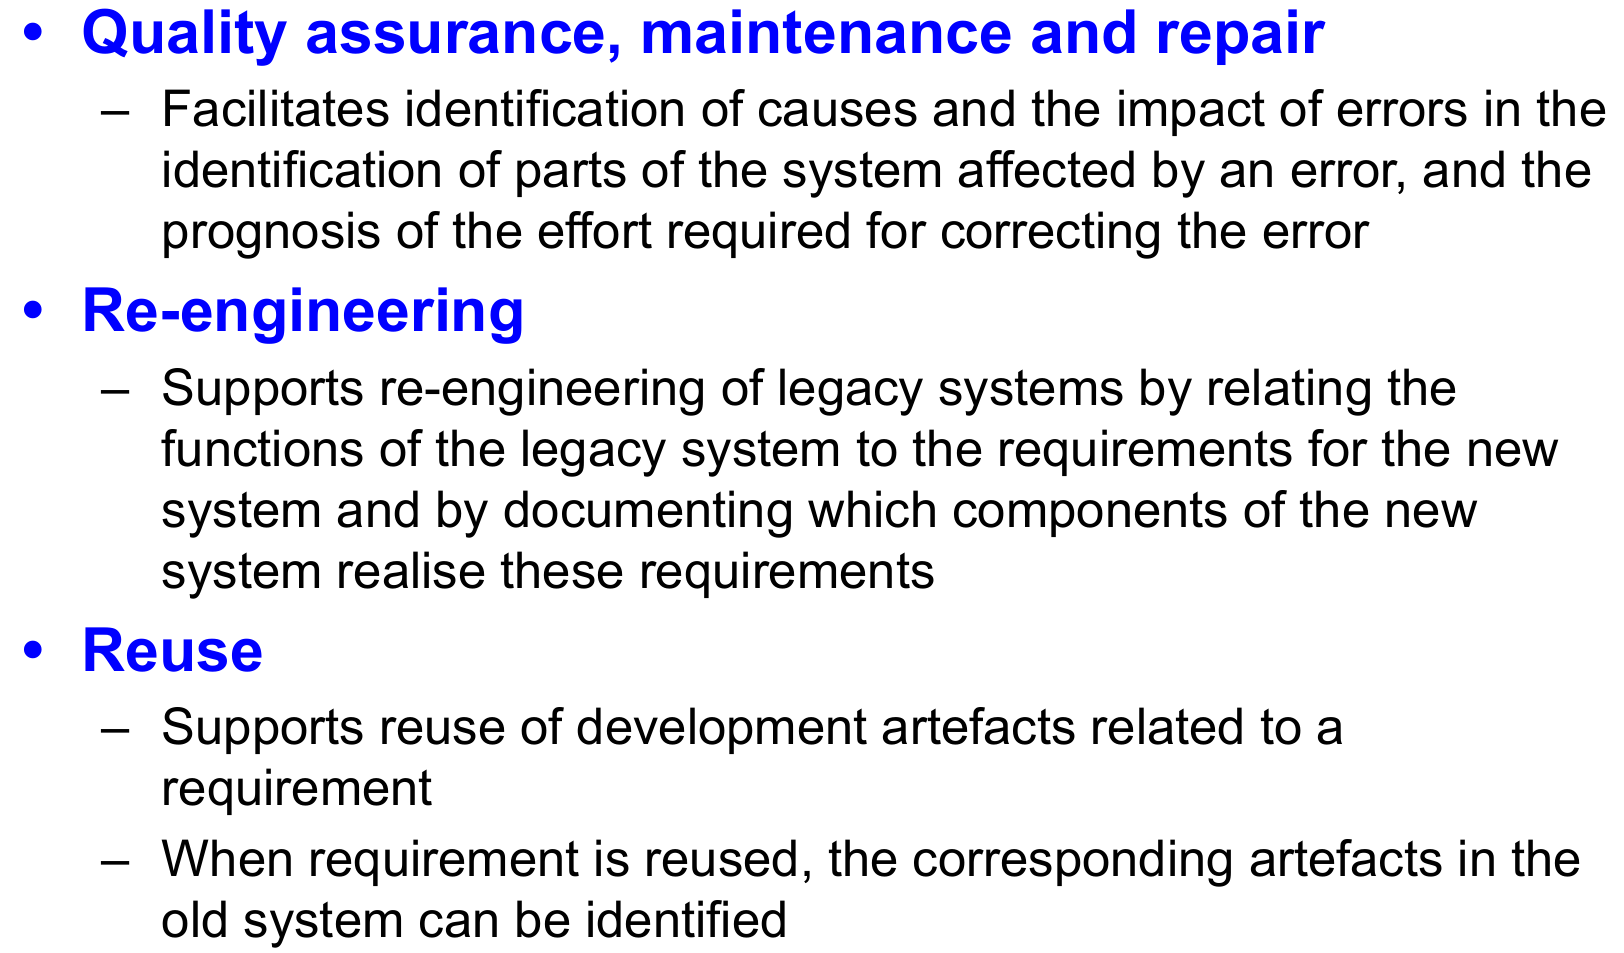 • Quality assurance, maintenance and repair
– Facilitates identification of causes and the impact of errors in the
identification of parts of the system affected by an error, and the
prognosis of the effort required for correcting the error
• Re-engineering
– Supports re-engineering of legacy systems by relating the
functions of the legacy system to the requirements for the new
system and by documenting which components of the new
system realise these requirements
• Reuse
– Supports reuse of development artefacts related to a
requirement
– When requirement is reused, the corresponding artefacts in the
old system can be identified